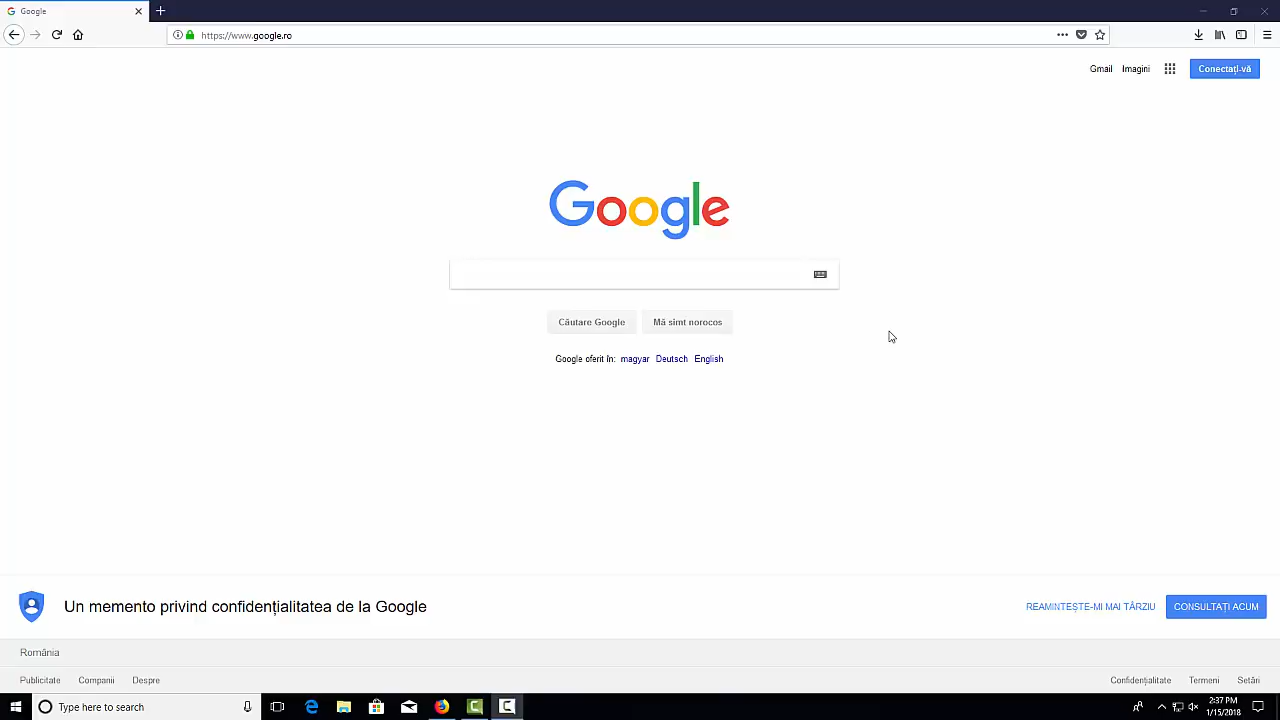 Google
https://www.google.ro
Gmail Imagini Conectați-vă
Google
Căutare Google Mă simt norocos
Google oferit în: magyar Deutsch English
Un memento privind confidențialitatea de la Google
REAMINTEȘTE-MI MAI TÂRZIU CONSULTAȚI ACUM
România
Publicitate Companii Despre Confidențialitate Termeni Setări
Type here to search
2:37 PM
1/15/2018